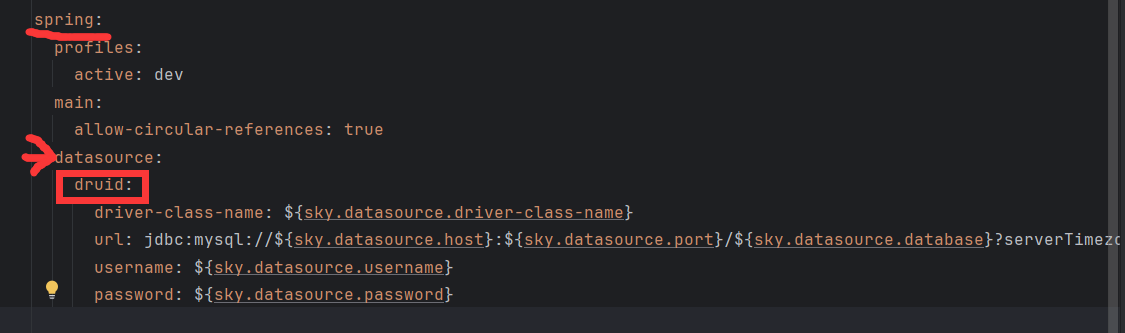 spring:
profiles:
active: dev
main:
allow-circular-references: true
datasource:
druid:
driver-class-name: ${sky.datasource.driver-class-name}
url: jdbc:mysql://${sky.datasource.host}:${sky.datasource.port}/${sky.datasource.database}?serverTimezo
username: ${sky.datasource.username}
password: ${sky.datasource.password}